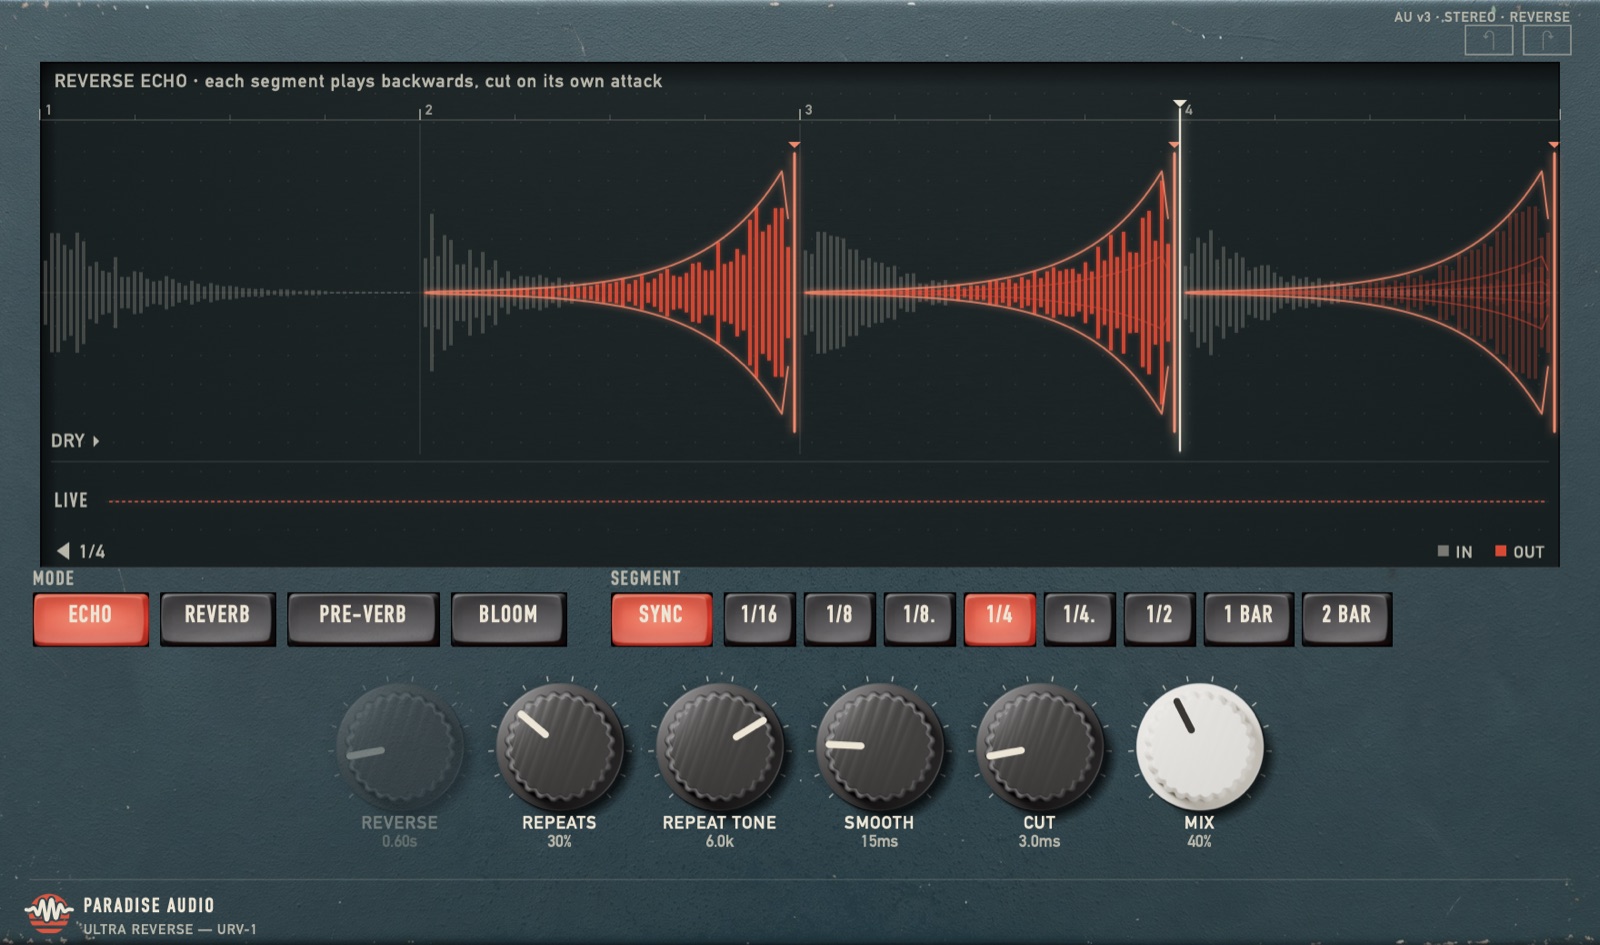 AU v3 · STEREO · REVERSE
REVERSE ECHO · each segment plays backwards, cut on its own attack
1 2 3 4
DRY
LIVE
1/4 IN OUT
MODE SEGMENT
ECHO REVERB PRE-VERB BLOOM SYNC 1/16 1/8 1/8. 1/4 1/4. 1/2 1 BAR 2 BAR
REVERSE REPEATS REPEAT TONE SMOOTH CUT MIX
0.60s 30% 6.0k 15ms 3.0ms 40%
PARADISE AUDIO
ULTRA REVERSE — URV-1